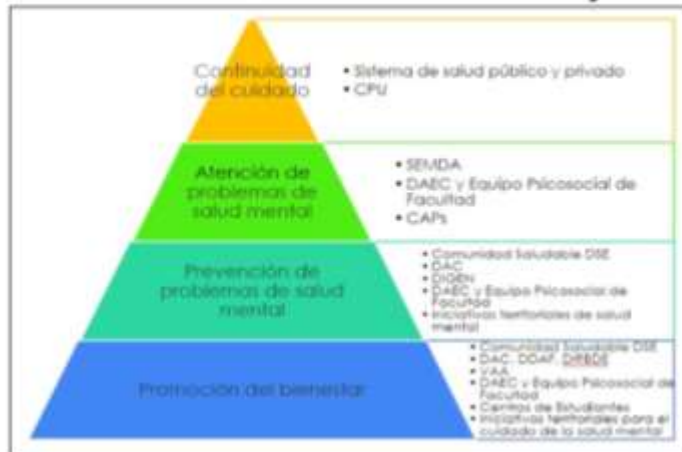 Continuidad
del cuidado
• Sistema de salud público y privado
• CPU
Atención de
problemas de
salud mental
• SEMDA
• DAEC y Equipo Psicosocial de
Facultad
• CAPs
Prevención de
problemas de salud
mental
• Comunidad Saludable DSE
• DAC
• DIGEN
• DAEC y Equipo Psicosocial de
Facultad
• Iniciativas territoriales de salud
mental
Promoción del bienestar
• Comunidad Saludable DSE
• DAC, DDAF, DIRBDE
• VAA
• DAEC y Equipo Psicosocial de
Facultad
• Centros de Estudiantes
• Iniciativas territoriales para el
cuidado de la salud mental